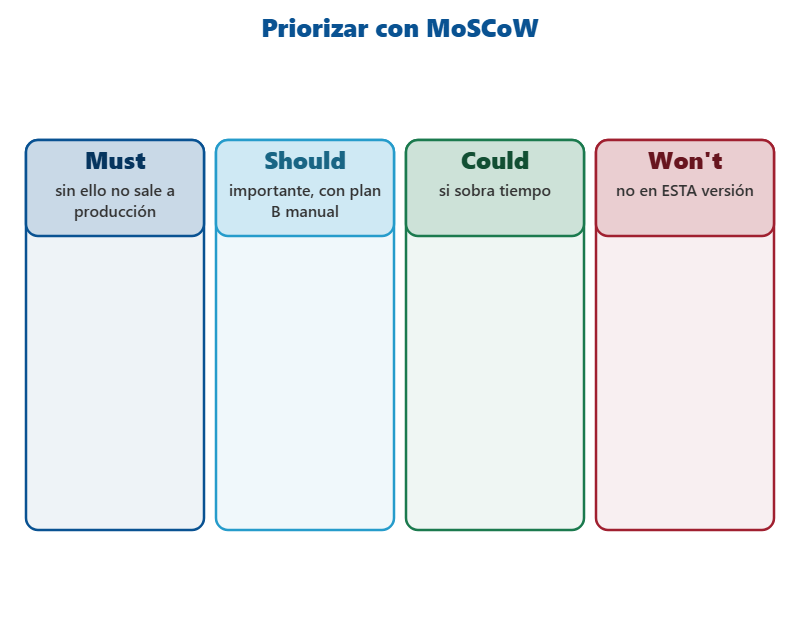 Priorizar con MoSCoW
Must
sin ello no sale a
producción
Should
importante, con plan
B manual
Could
si sobra tiempo
Won't
no en ESTA versión